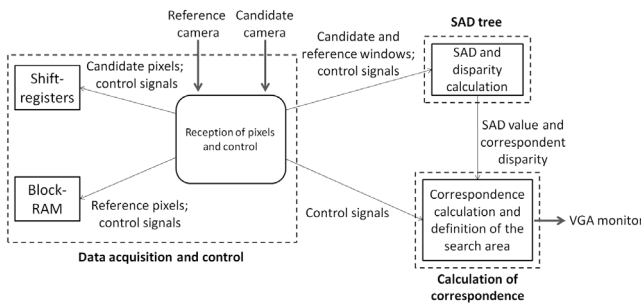 Reference
camera
Candidate
camera
SAD tree
Candidate and
reference windows;
control signals
Candidate pixels;
control signals
Shift-
registers
SAD and
disparity
calculation
Reception of pixels
and control
SAD value and
correspondent
disparity
Block-
RAM
Reference pixels;
control signals
Control signals
Correspondence
calculation and
definition of the
search area
VGA monitor
Data acquisition and control
Calculation of
correspondence